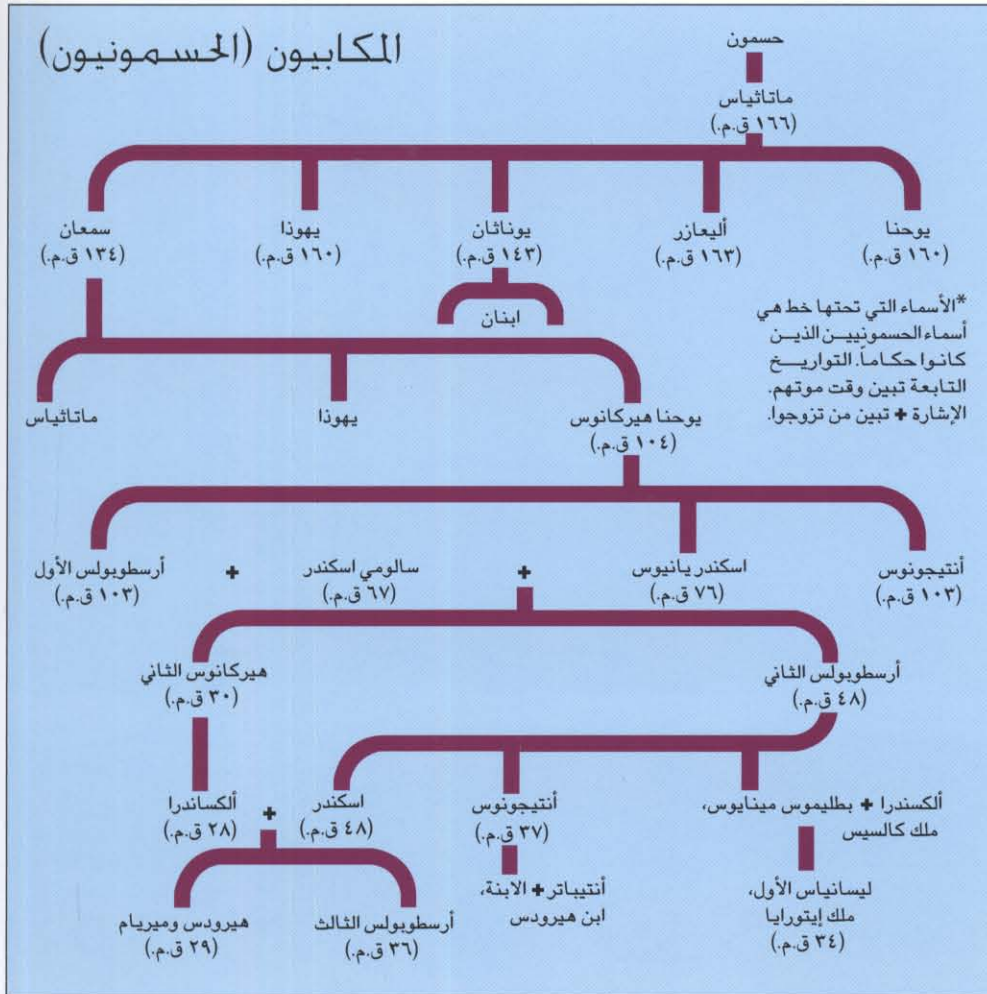 المكابيون (الحسمونيون)
حسمون
ماتاثياس
(١٦٦ ق.م.)
يوحنا
(١٦٠ ق.م.)
أليعازر
(١٦٣ ق.م.)
يوناثان
(١٤٣ ق.م.)
يهوذا
(١٦٠ ق.م.)
سمعان
(١٣٤ ق.م.)
ابنان
*الأسماء التي تحتها خط هي
أسماء الحسمونيين الذين
كانوا حكاماً. التواريخ
التابعة تبين وقت موتهم.
الإشارة + تبين من تزوجوا.
يوحنا هيركانوس
(١٠٤ ق.م.)
يهوذا
ماتاثياس
أنتيجونوس
(١٠٣ ق.م.)
اسكندر يانيوس
(٧٦ ق.م.)
+
سالومي اسكندر
(٦٧ ق.م.)
+
أرسطوبولس الأول
(١٠٣ ق.م.)
أرسطوبولس الثاني
(٤٨ ق.م.)
هيركانوس الثاني
(٣٠ ق.م.)
ألكسندرا + بطليموس مينايوس،
ملك كالسيس
أنتيجونوس
(٣٧ ق.م.)
اسكندر
(٤٨ ق.م.)
+
ألكساندرا
(٢٨ ق.م.)
ليسانياس الأول،
ملك إيتورايا
(٣٤ ق.م.)
أنتيباتر + الابنة،
ابن هيرودس
أرسطوبولس الثالث
(٣٦ ق.م.)
هيرودس وميريام
(٢٩ ق.م.)